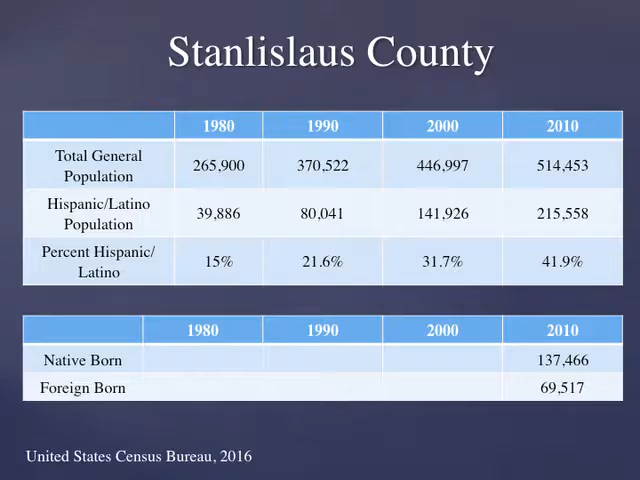 Stanlislaus County
1980 1990 2000 2010
Total General
Population 265,900 370,522 446,997 514,453
Hispanic/Latino
Population 39,886 80,041 141,926 215,558
Percent Hispanic/
Latino 15% 21.6% 31.7% 41.9%
1980 1990 2000 2010
Native Born 137,466
Foreign Born 69,517
United States Census Bureau, 2016